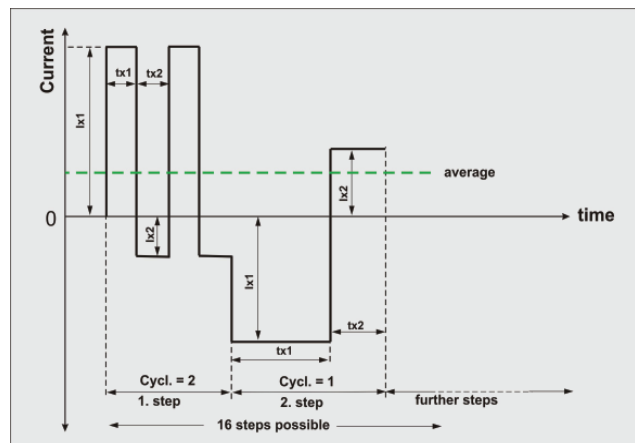 Current
tx1
tx2
Ix1
average
Ix2
0
time
Ix2
Ix1
tx2
tx1
Cycl. = 2
Cycl. = 1
1. step
2. step
further steps
16 steps possible